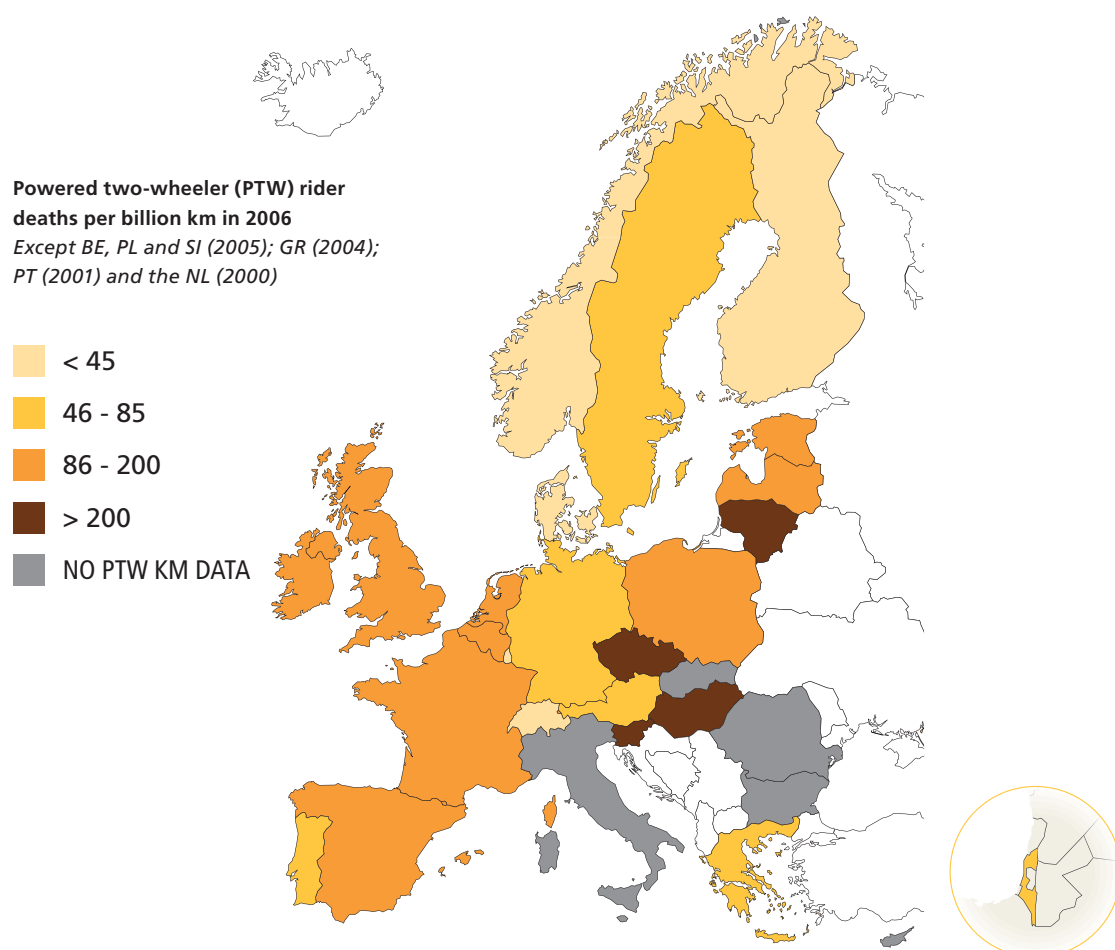 Powered two-wheeler (PTW) rider
deaths per billion km in 2006
Except BE, PL and SI (2005); GR (2004);
PT (2001) and the NL (2000)
< 45
46 - 85
86 - 200
> 200
NO PTW KM DATA